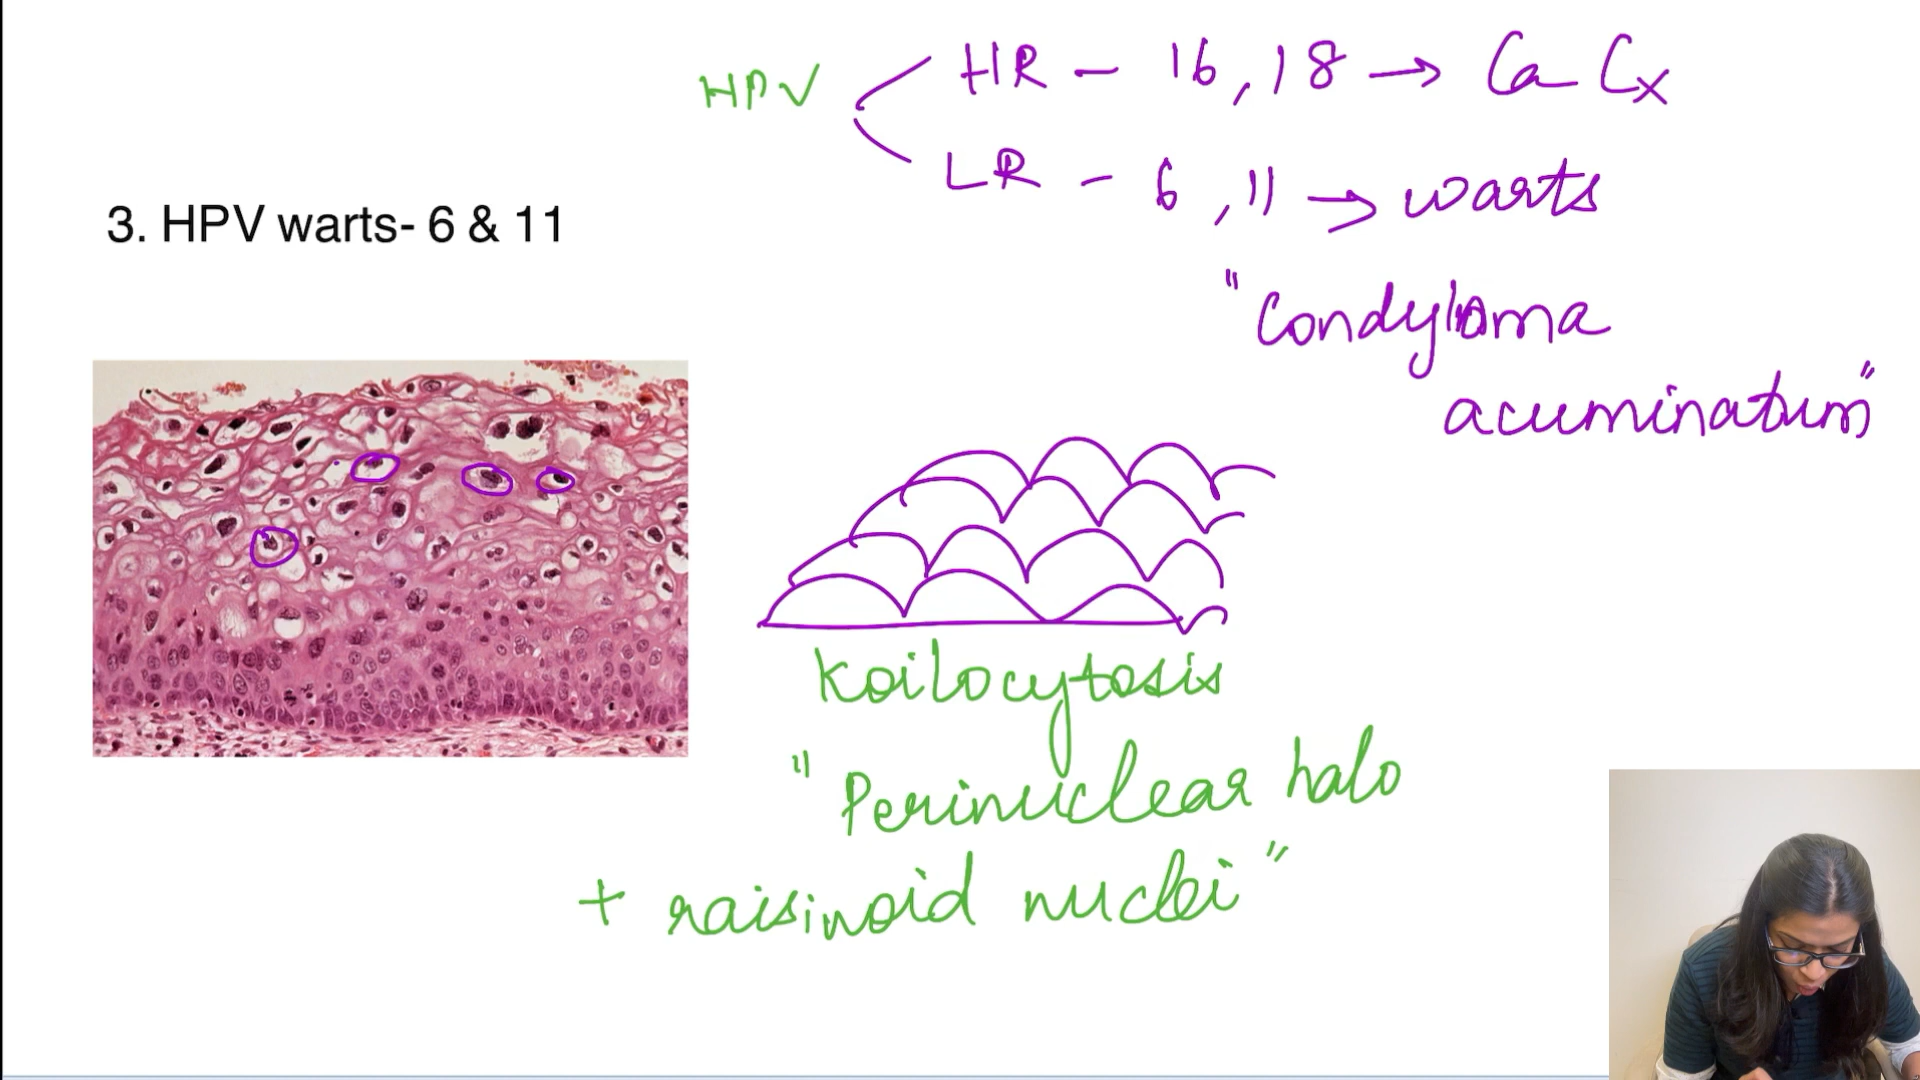 HPV
HR - 16, 18 → Ca Cx
LR - 6, 11 → warts
3. HPV warts- 6 & 11
"Condyloma
acuminatum"
Koilocytosis
"Perinuclear halo
+ raisinoid nuclei"